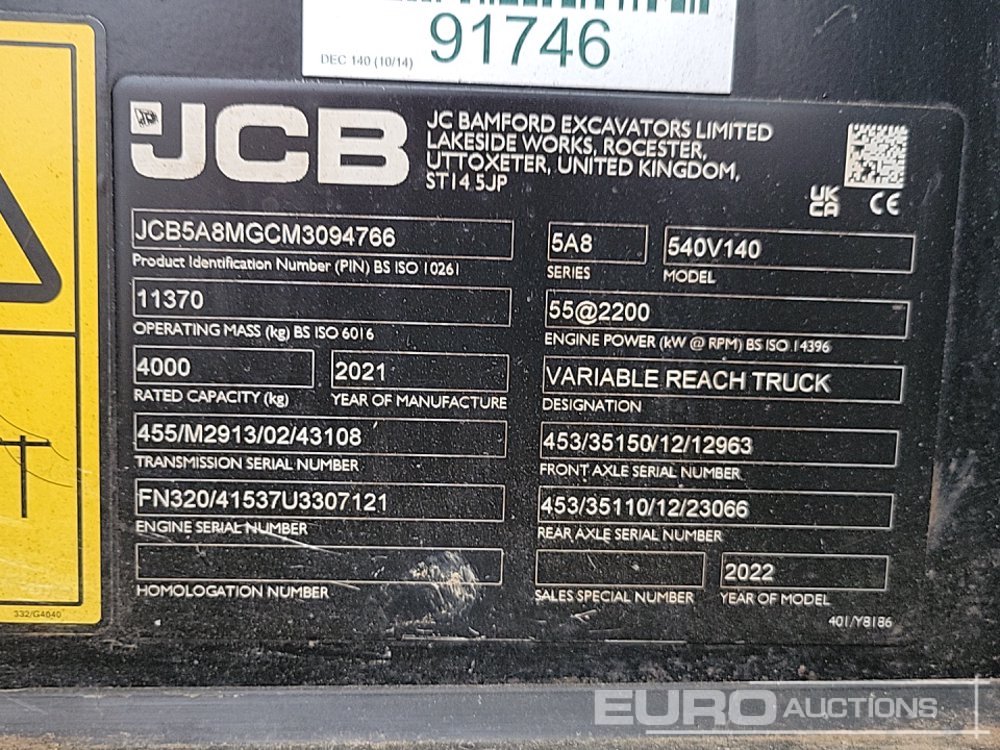 91746
DEC 140 (10/14)
JCB
JC BAMFORD EXCAVATORS LIMITED
LAKESIDE WORKS, ROCESTER,
UTTOXETER, UNITED KINGDOM,
ST14 5JP
UK
CA
CE
JCB5A8MGCM3094766
Product Identification Number (PIN) BS ISO 10261
5A8
SERIES
540V140
MODEL
11370
OPERATING MASS (kg) BS ISO 6016
55@2200
ENGINE POWER (kW @ RPM) BS ISO 14396
4000
RATED CAPACITY (kg)
2021
YEAR OF MANUFACTURE
VARIABLE REACH TRUCK
DESIGNATION
455/M2913/02/43108
TRANSMISSION SERIAL NUMBER
453/35150/12/12963
FRONT AXLE SERIAL NUMBER
FN320/41537U3307121
ENGINE SERIAL NUMBER
453/35110/12/23066
REAR AXLE SERIAL NUMBER
HOMOLOGATION NUMBER
SALES SPECIAL NUMBER
2022
YEAR OF MODEL
401/Y8186
332/G4040
EURO AUCTIONS